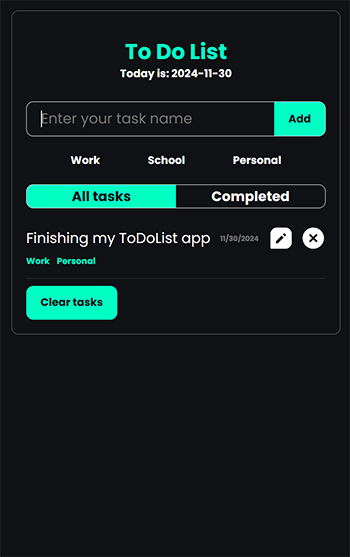 To Do List
Today is: 2024-11-30
Enter your task name
Add
Work School Personal
All tasks Completed
Finishing my ToDoList app 11/30/2024
Work Personal
Clear tasks